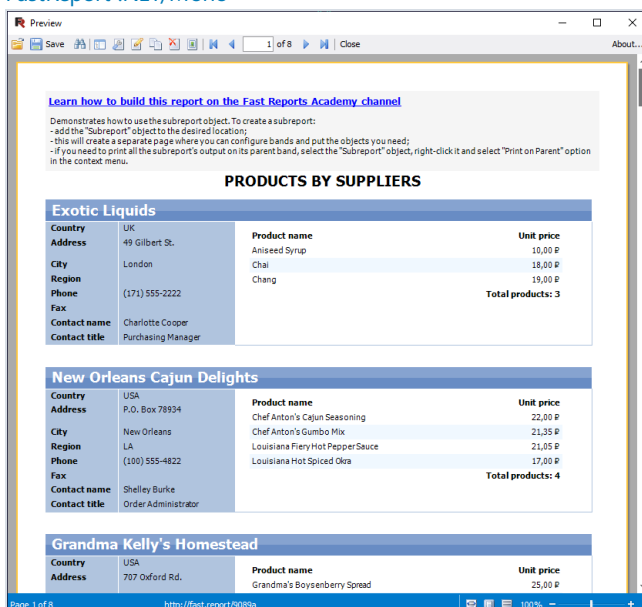 Preview
Save
1 of 8
Close
About...
Learn how to build this report on the Fast Reports Academy channel
Demonstrates how to use the subreport object. To create a subreport:
- add the "Subreport" object to the desired location;
- this will create a separate page where you can configure bands and put the objects you need;
- if you need to print all the subreport's output on its parent band, select the "Subreport" object, right-click it and select "Print on Parent" option
in the context menu.
PRODUCTS BY SUPPLIERS
Exotic Liquids
Country UK
Address 49 Gilbert St.
City London
Region
Phone (171) 555-2222
Fax
Contact name Charlotte Cooper
Contact title Purchasing Manager
Product name Unit price
Aniseed Syrup 10,00 ₽
Chai 18,00 ₽
Chang 19,00 ₽
Total products: 3
New Orleans Cajun Delights
Country USA
Address P.O. Box 78934
City New Orleans
Region LA
Phone (100) 555-4822
Fax
Contact name Shelley Burke
Contact title Order Administrator
Product name Unit price
Chef Anton's Cajun Seasoning 22,00 ₽
Chef Anton's Gumbo Mix 21,35 ₽
Louisiana Fiery Hot Pepper Sauce 21,05 ₽
Louisiana Hot Spiced Okra 17,00 ₽
Total products: 4
Grandma Kelly's Homestead
Country USA
Address 707 Oxford Rd.
Product name Unit price
Grandma's Boysenberry Spread 25,00 ₽
Page 1 of 8
http://fast.report/9089a
100%